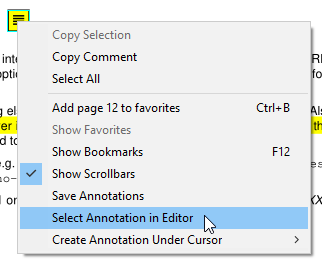 Copy Selection
Copy Comment
Select All
Add page 12 to favorites Ctrl+B
Show Favorites
Show Bookmarks F12
Show Scrollbars
Save Annotations
Select Annotation in Editor
Create Annotation Under Cursor